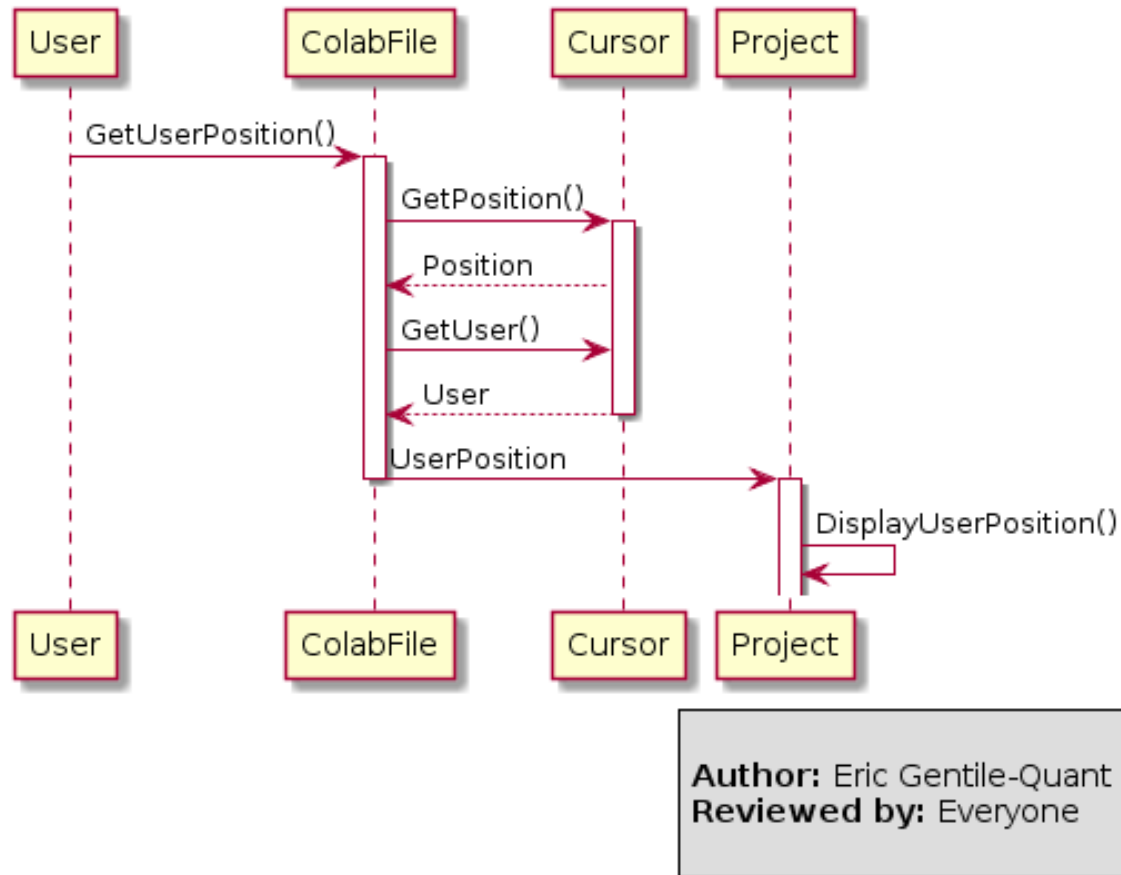 User
ColabFile
Cursor
Project
GetUserPosition()
GetPosition()
Position
GetUser()
User
UserPosition
DisplayUserPosition()
User
ColabFile
Cursor
Project
Author: Eric Gentile-Quant
Reviewed by: Everyone